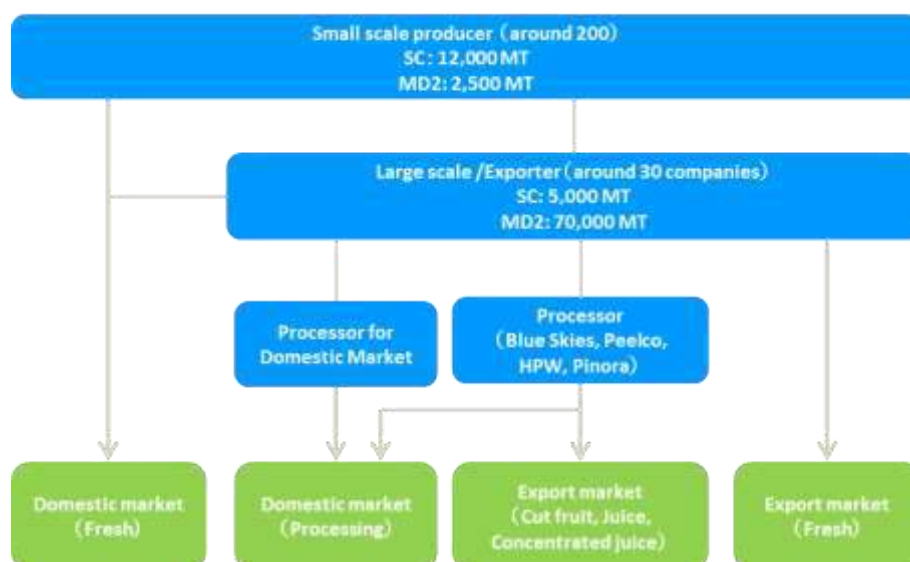 Small scale producer（around 200）
SC: 12,000 MT
MD2: 2,500 MT
Large scale /Exporter（around 30 companies）
SC: 5,000 MT
MD2: 70,000 MT
Processor for
Domestic Market
Processor
（Blue Skies, Peelco,
HPW, Pinora）
Domestic market
（Fresh）
Domestic market
（Processing）
Export market
（Cut fruit, Juice,
Concentrated juice）
Export market
（Fresh）